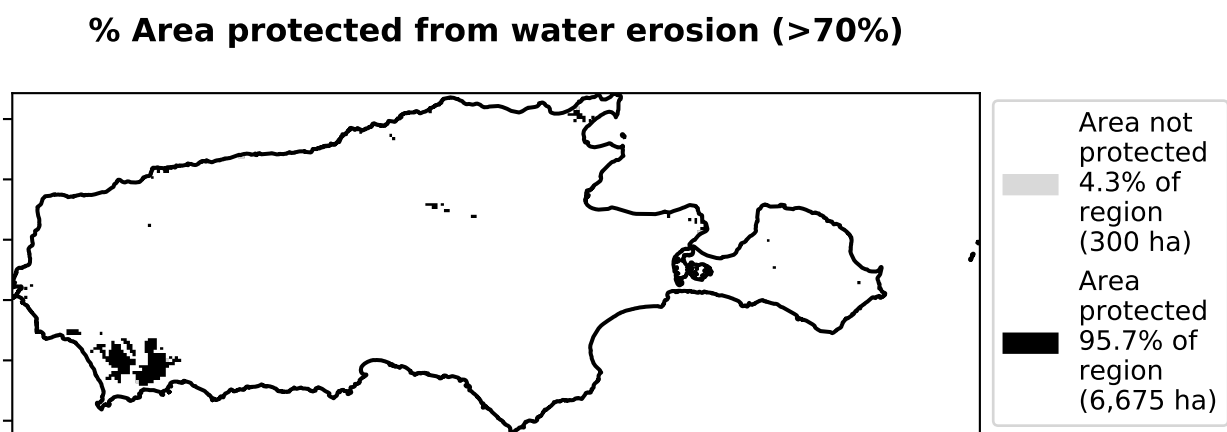 % Area protected from water erosion (>70%)
Area not
protected
4.3% of
region
(300 ha)
Area
protected
95.7% of
region
(6,675 ha)